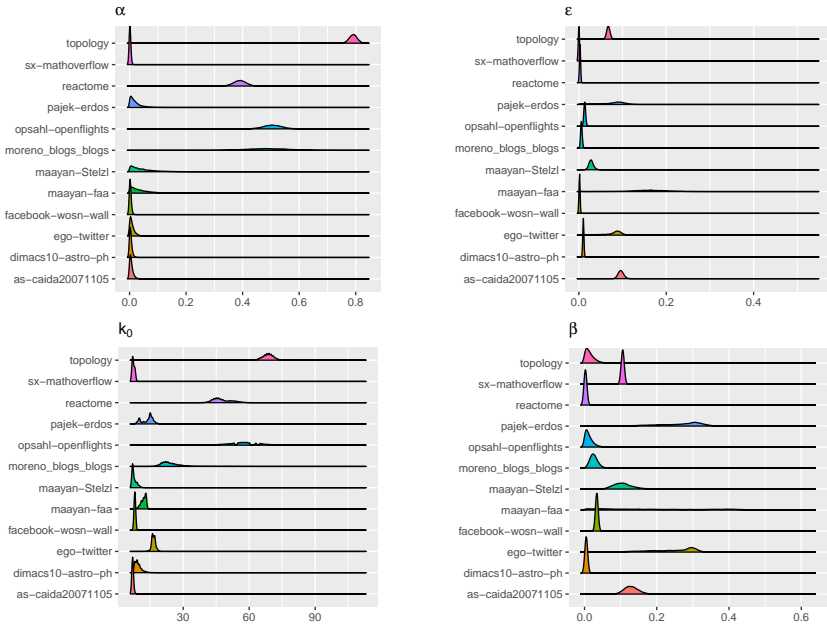 α
topology
sx−mathoverflow
reactome
pajek−erdos
opsahl−openflights
moreno_blogs_blogs
maayan−Stelzl
maayan−faa
facebook−wosn−wall
ego−twitter
dimacs10−astro−ph
as−caida20071105
0.0 0.2 0.4 0.6 0.8
ε
topology
sx−mathoverflow
reactome
pajek−erdos
opsahl−openflights
moreno_blogs_blogs
maayan−Stelzl
maayan−faa
facebook−wosn−wall
ego−twitter
dimacs10−astro−ph
as−caida20071105
0.0 0.2 0.4
k0
topology
sx−mathoverflow
reactome
pajek−erdos
opsahl−openflights
moreno_blogs_blogs
maayan−Stelzl
maayan−faa
facebook−wosn−wall
ego−twitter
dimacs10−astro−ph
as−caida20071105
30 60 90
β
topology
sx−mathoverflow
reactome
pajek−erdos
opsahl−openflights
moreno_blogs_blogs
maayan−Stelzl
maayan−faa
facebook−wosn−wall
ego−twitter
dimacs10−astro−ph
as−caida20071105
0.0 0.2 0.4 0.6